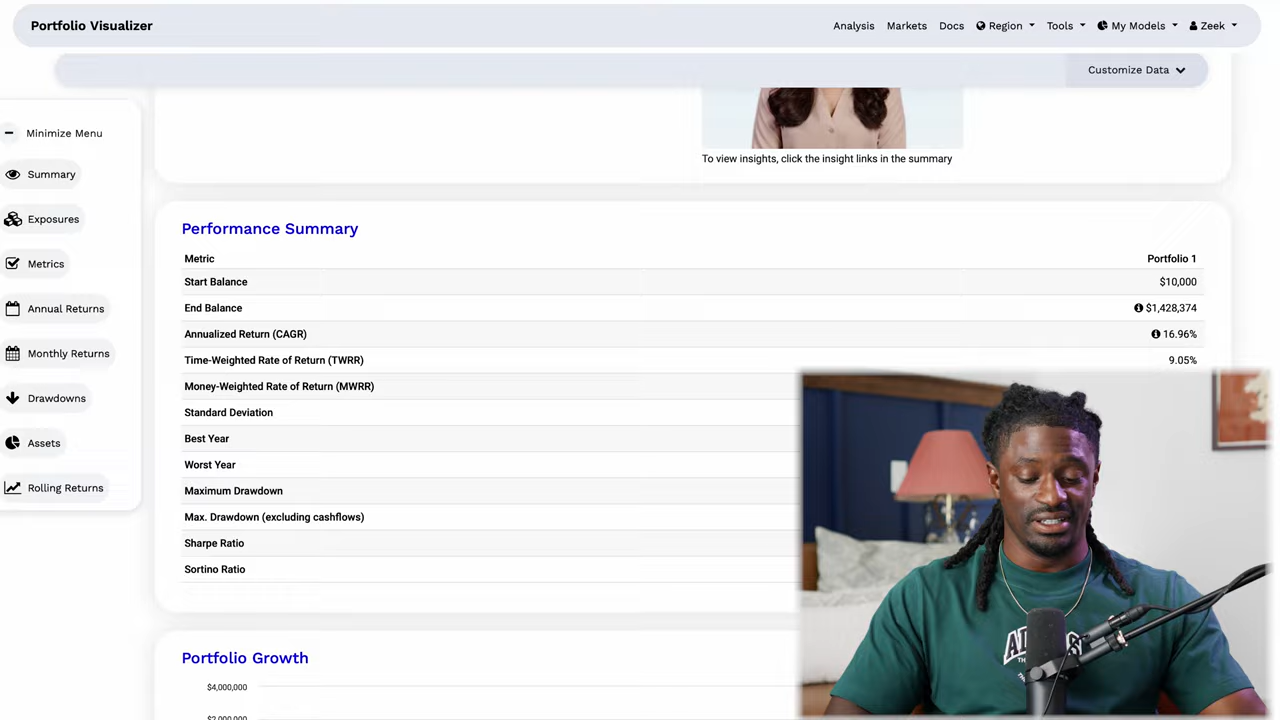 Portfolio Visualizer
Analysis Markets Docs Region Tools My Models Zeek
Customize Data
Minimize Menu
Summary
Exposures
Metrics
Annual Returns
Monthly Returns
Drawdowns
Assets
Rolling Returns
To view insights, click the insight links in the summary
Performance Summary
Metric Portfolio 1
Start Balance $10,000
End Balance $1,428,374
Annualized Return (CAGR) 16.96%
Time-Weighted Rate of Return (TWRR) 9.05%
Money-Weighted Rate of Return (MWRR)
Standard Deviation
Best Year
Worst Year
Maximum Drawdown
Max. Drawdown (excluding cashflows)
Sharpe Ratio
Sortino Ratio
Portfolio Growth
$4,000,000